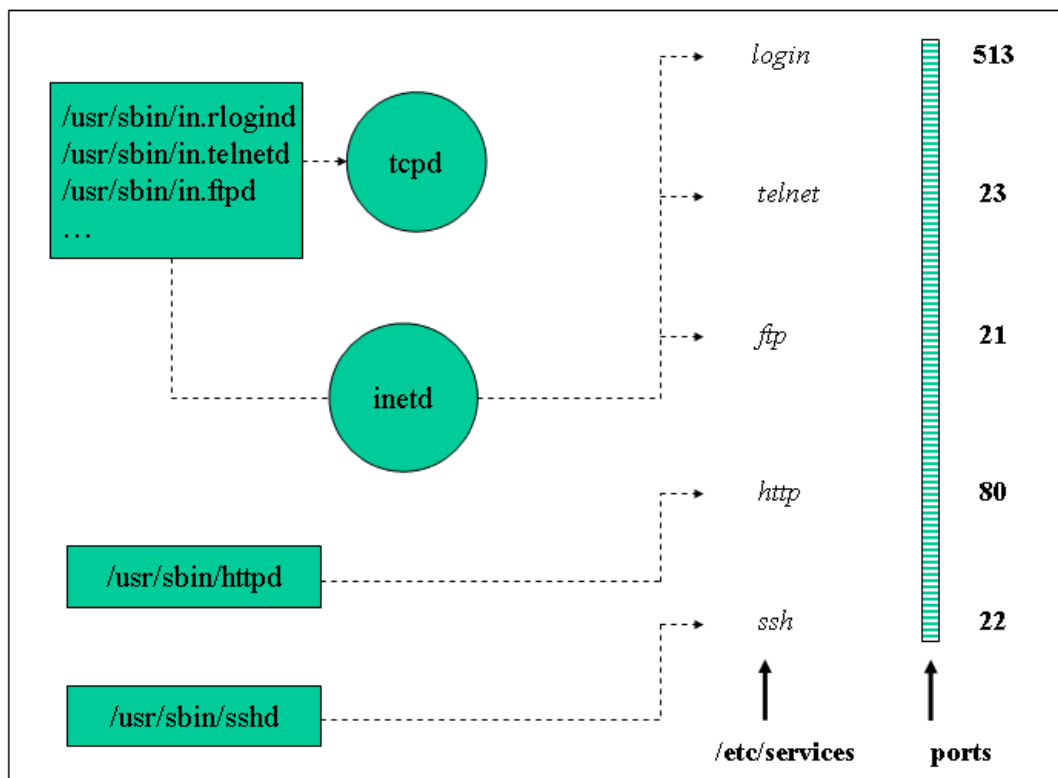 login 513
/usr/sbin/in.rlogind
/usr/sbin/in.telnetd
/usr/sbin/in.ftpd
…
tcpd
telnet 23
ftp 21
inetd
http 80
/usr/sbin/httpd
ssh 22
/usr/sbin/sshd
/etc/services
ports